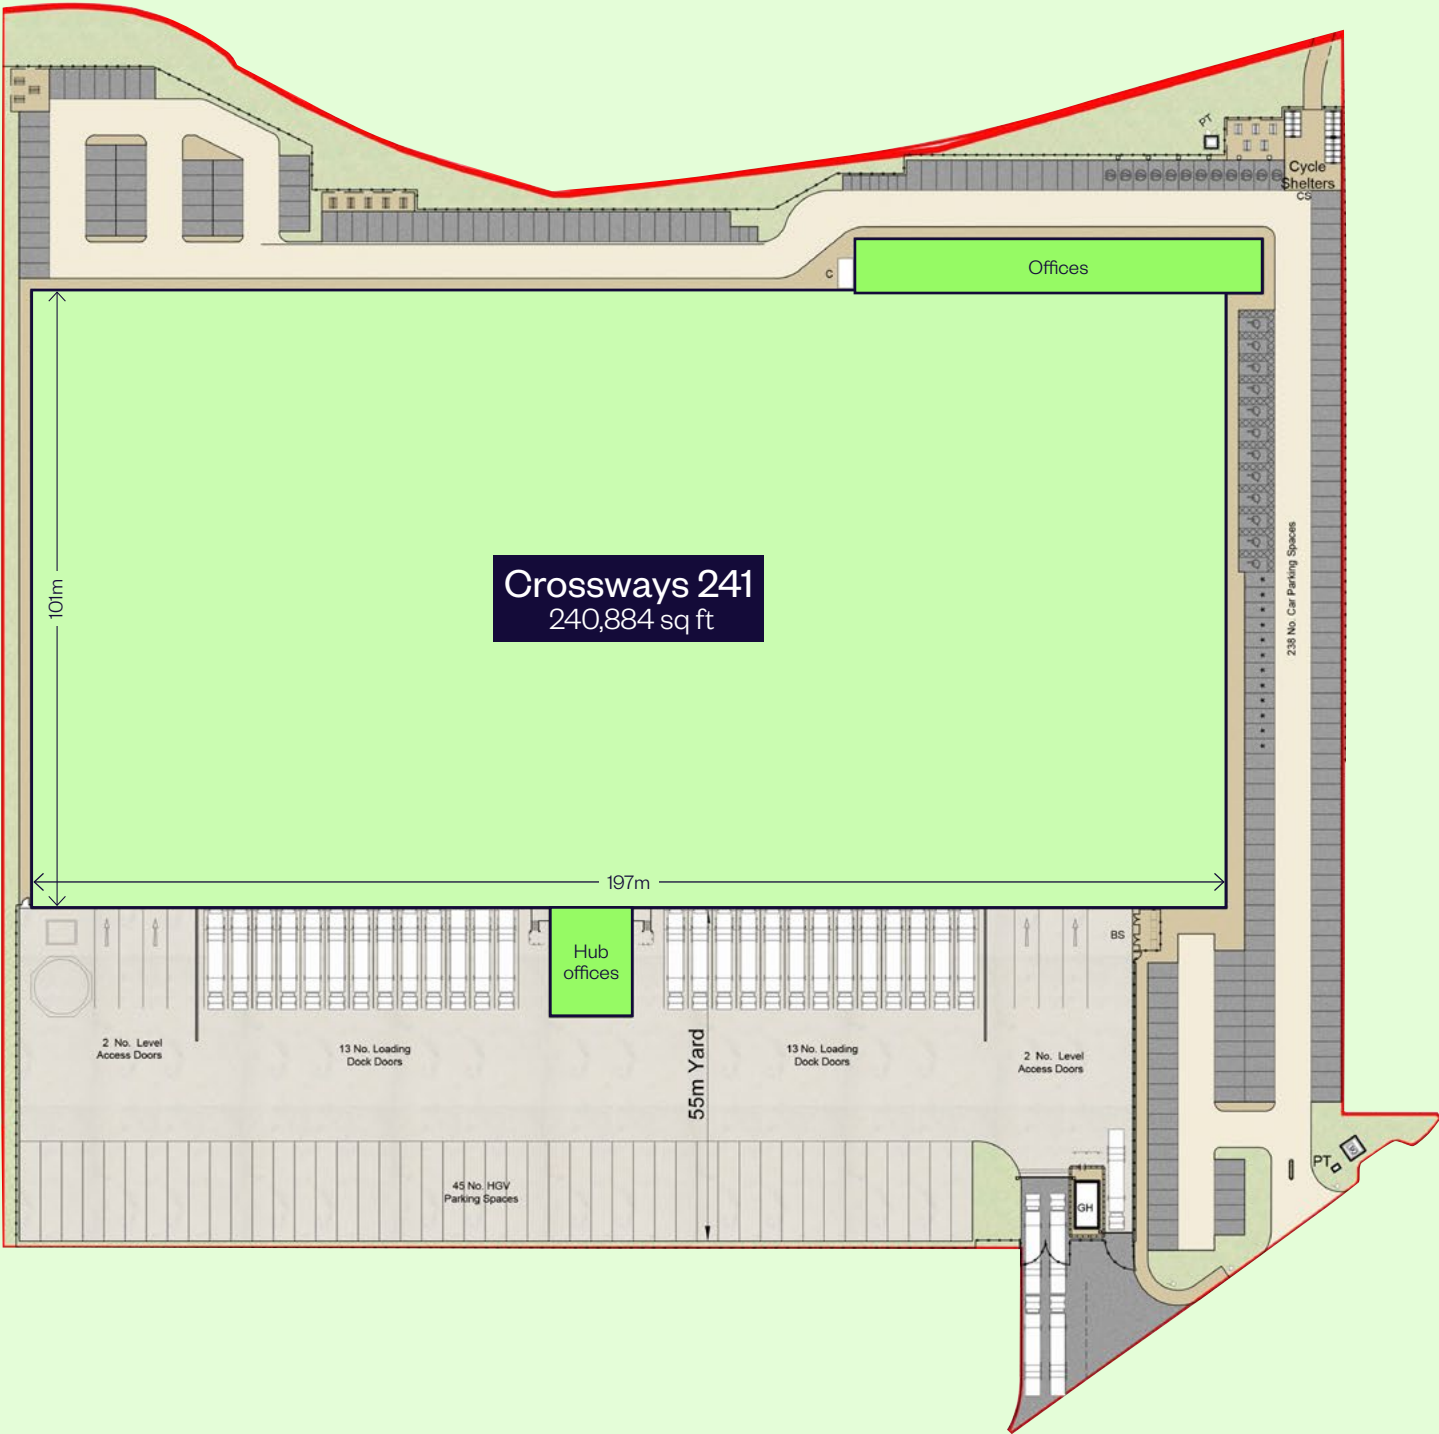 PT
Cycle
Shelters
CS
Offices
C
101m
Crossways 241
240,884 sq ft
238 No. Car Parking Spaces
197m
Hub
offices
BS
2 No. Level
Access Doors
13 No. Loading
Dock Doors
55m Yard
13 No. Loading
Dock Doors
2 No. Level
Access Doors
45 No. HGV
Parking Spaces
GH
PT